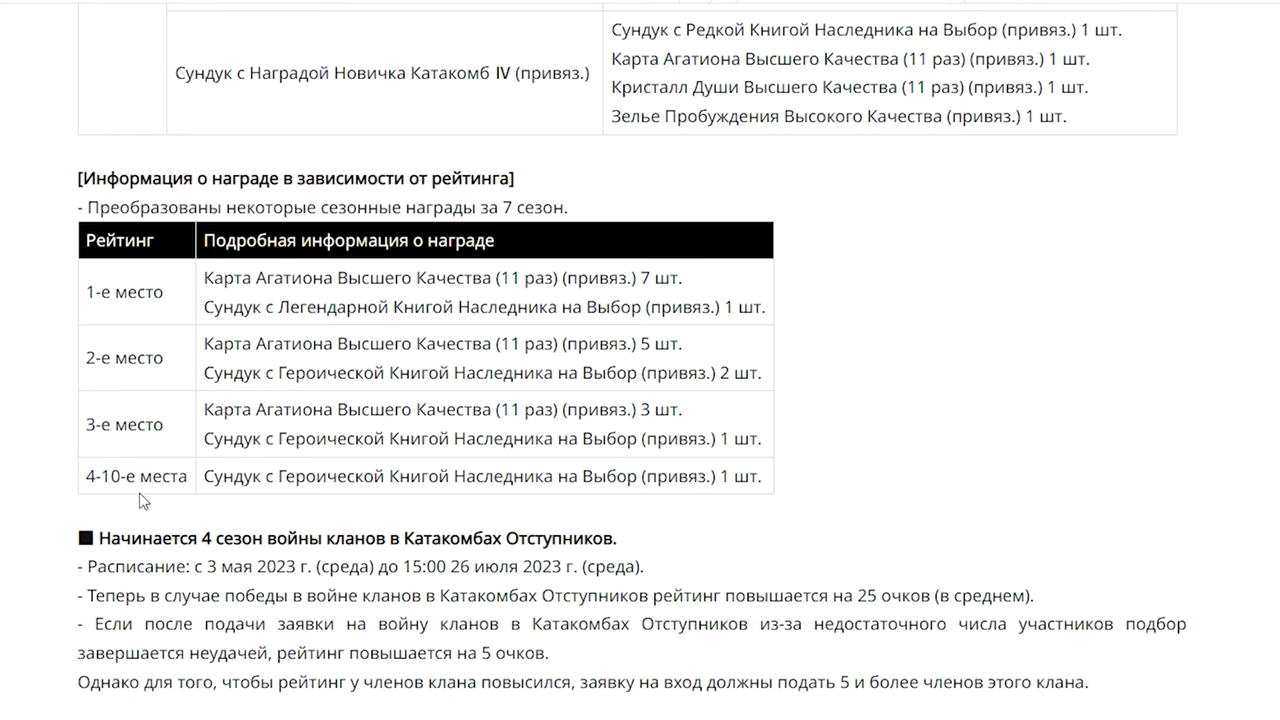 Сундук с Редкой Книгой Наследника на Выбор (привяз.) 1 шт.
Сундук с Наградой Новичка Катакомб Ⅳ (привяз.)
Карта Агатиона Высшего Качества (11 раз) (привяз.) 1 шт.
Кристалл Души Высшего Качества (11 раз) (привяз.) 1 шт.
Зелье Пробуждения Высокого Качества (привяз.) 1 шт.
[Информация о награде в зависимости от рейтинга]
- Преобразованы некоторые сезонные награды за 7 сезон.
Рейтинг Подробная информация о награде
1-е место
Карта Агатиона Высшего Качества (11 раз) (привяз.) 7 шт.
Сундук с Легендарной Книгой Наследника на Выбор (привяз.) 1 шт.
2-е место
Карта Агатиона Высшего Качества (11 раз) (привяз.) 5 шт.
Сундук с Героической Книгой Наследника на Выбор (привяз.) 2 шт.
3-е место
Карта Агатиона Высшего Качества (11 раз) (привяз.) 3 шт.
Сундук с Героической Книгой Наследника на Выбор (привяз.) 1 шт.
4-10-е места Сундук с Героической Книгой Наследника на Выбор (привяз.) 1 шт.
■ Начинается 4 сезон войны кланов в Катакомбах Отступников.
- Расписание: с 3 мая 2023 г. (среда) до 15:00 26 июля 2023 г. (среда).
- Теперь в случае победы в войне кланов в Катакомбах Отступников рейтинг повышается на 25 очков (в среднем).
- Если после подачи заявки на войну кланов в Катакомбах Отступников из-за недостаточного числа участников подбор
завершается неудачей, рейтинг повышается на 5 очков.
Однако для того, чтобы рейтинг у членов клана повысился, заявку на вход должны подать 5 и более членов этого клана.